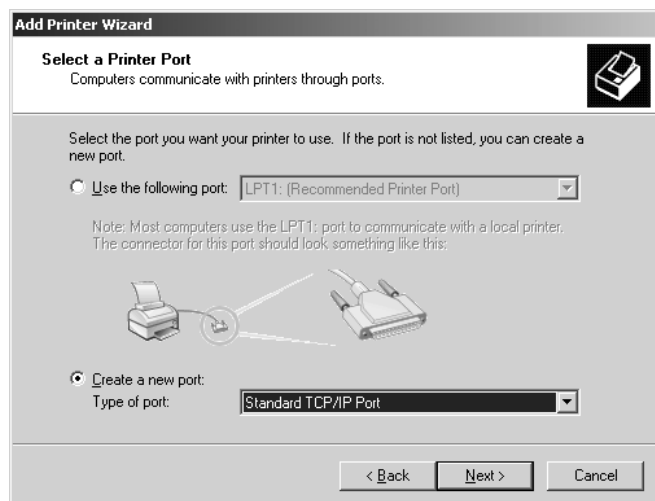 Add Printer Wizard
Select a Printer Port
Computers communicate with printers through ports.
Select the port you want your printer to use. If the port is not listed, you can create a
new port.
Use the following port: LPT1: (Recommended Printer Port)
Note: Most computers use the LPT1: port to communicate with a local printer.
The connector for this port should look something like this:
Create a new port:
Type of port: Standard TCP/IP Port
< Back Next > Cancel